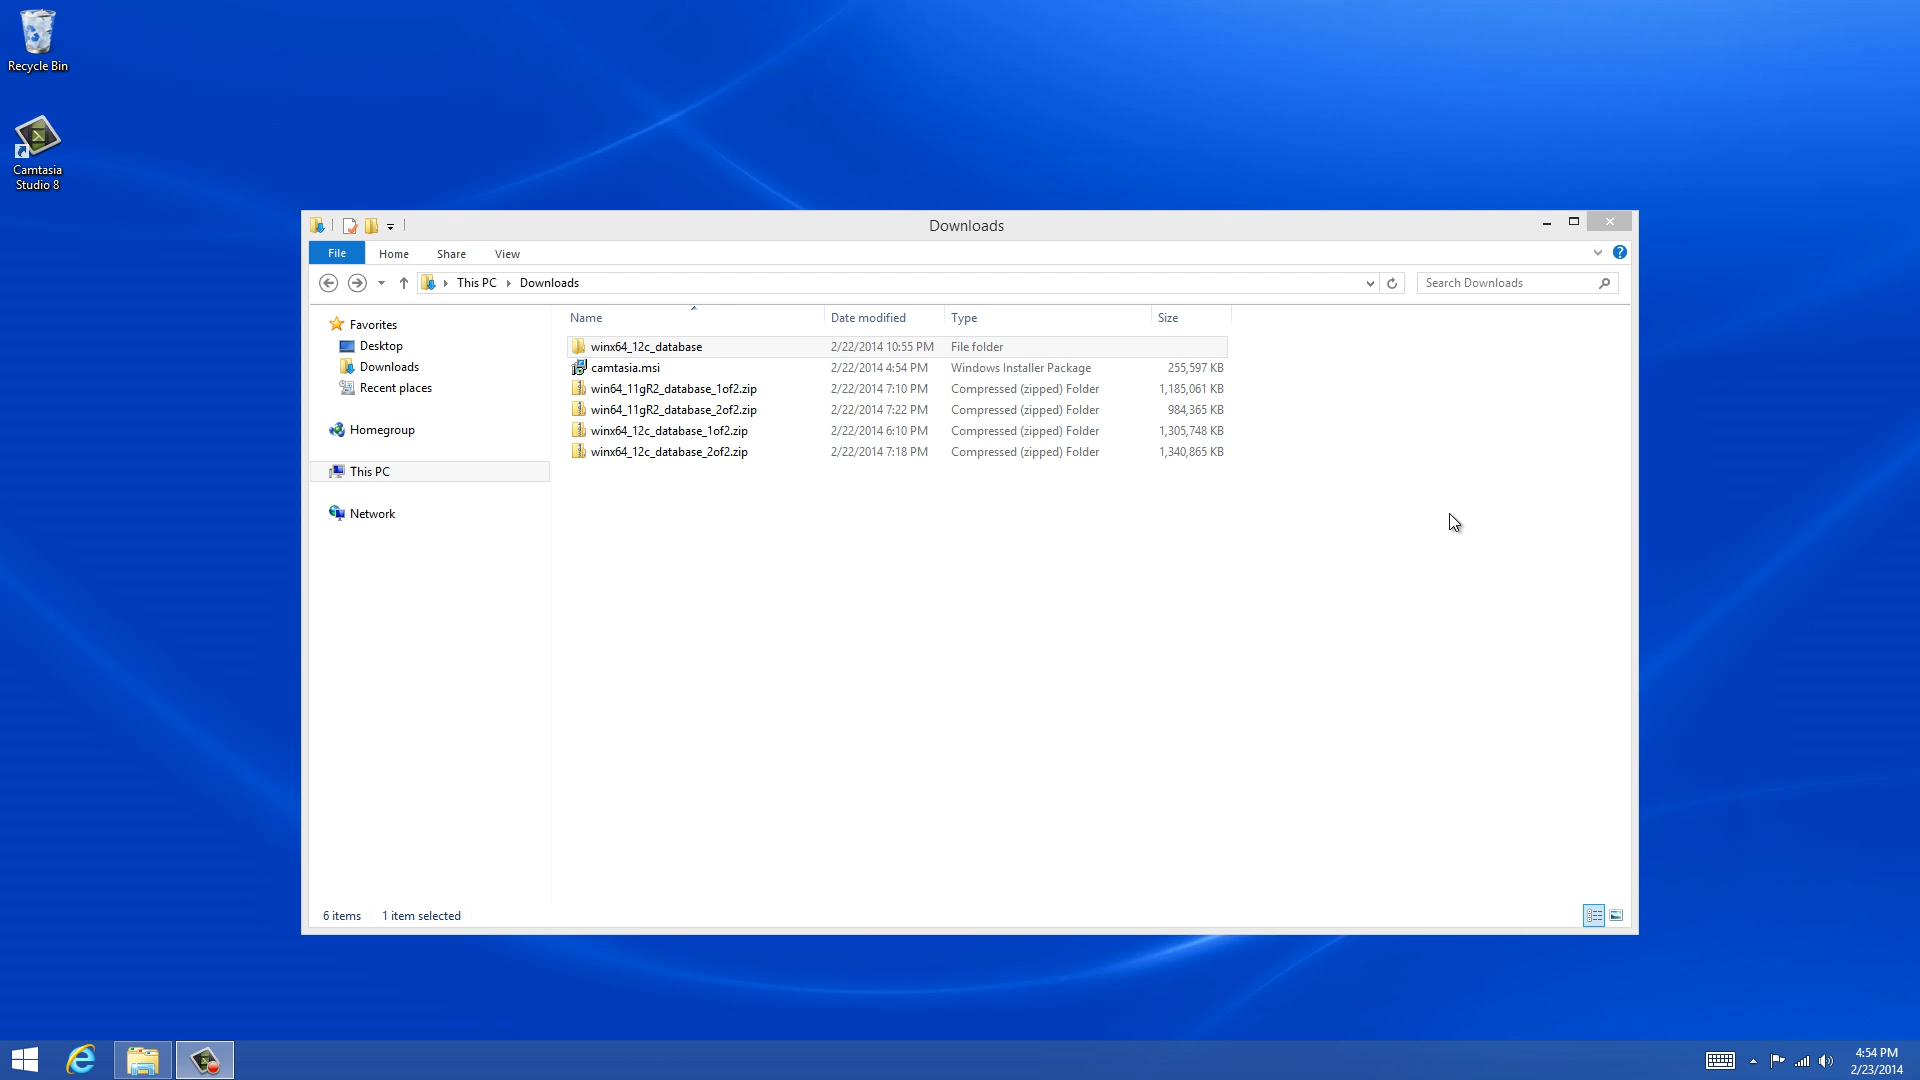 Recycle Bin
Camtasia
Studio 8
Downloads
File Home Share View
This PC Downloads
Search Downloads
Favorites
Desktop
Downloads
Recent places
Homegroup
This PC
Network
Name Date modified Type Size
winx64_12c_database 2/22/2014 10:55 PM File folder
camtasia.msi 2/22/2014 4:54 PM Windows Installer Package 255,597 KB
win64_11gR2_database_1of2.zip 2/22/2014 7:10 PM Compressed (zipped) Folder 1,185,061 KB
win64_11gR2_database_2of2.zip 2/22/2014 7:22 PM Compressed (zipped) Folder 984,365 KB
winx64_12c_database_1of2.zip 2/22/2014 6:10 PM Compressed (zipped) Folder 1,305,748 KB
winx64_12c_database_2of2.zip 2/22/2014 7:18 PM Compressed (zipped) Folder 1,340,865 KB
6 items 1 item selected
4:54 PM
2/23/2014